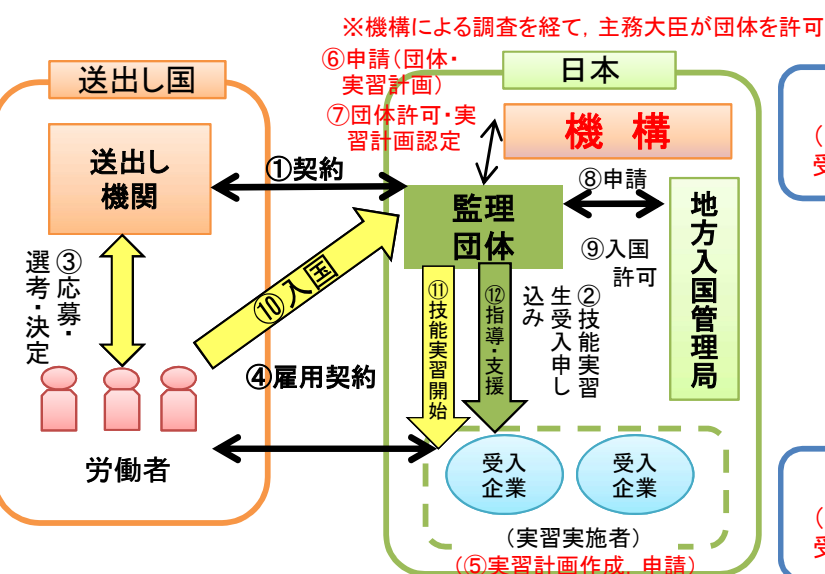 ※機構による調査を経て，主務大臣が団体を許可
送出し国
⑥申請（団体・
実習計画）
日本
⑦団体許可・実
習計画認定
機　構
送出し
機関
①契約
監理
団体
⑧申請
⑨入国
許可
地方入国管理局
③応募・
選考・決定
⑩入国
⑪技能実習開始
⑫指導・支援
②技能実習
生受入申し
込み
④雇用契約
労働者
受入
企業
受入
企業
（実習実施者）
（⑤実習計画作成，申請）
（
受
（
受